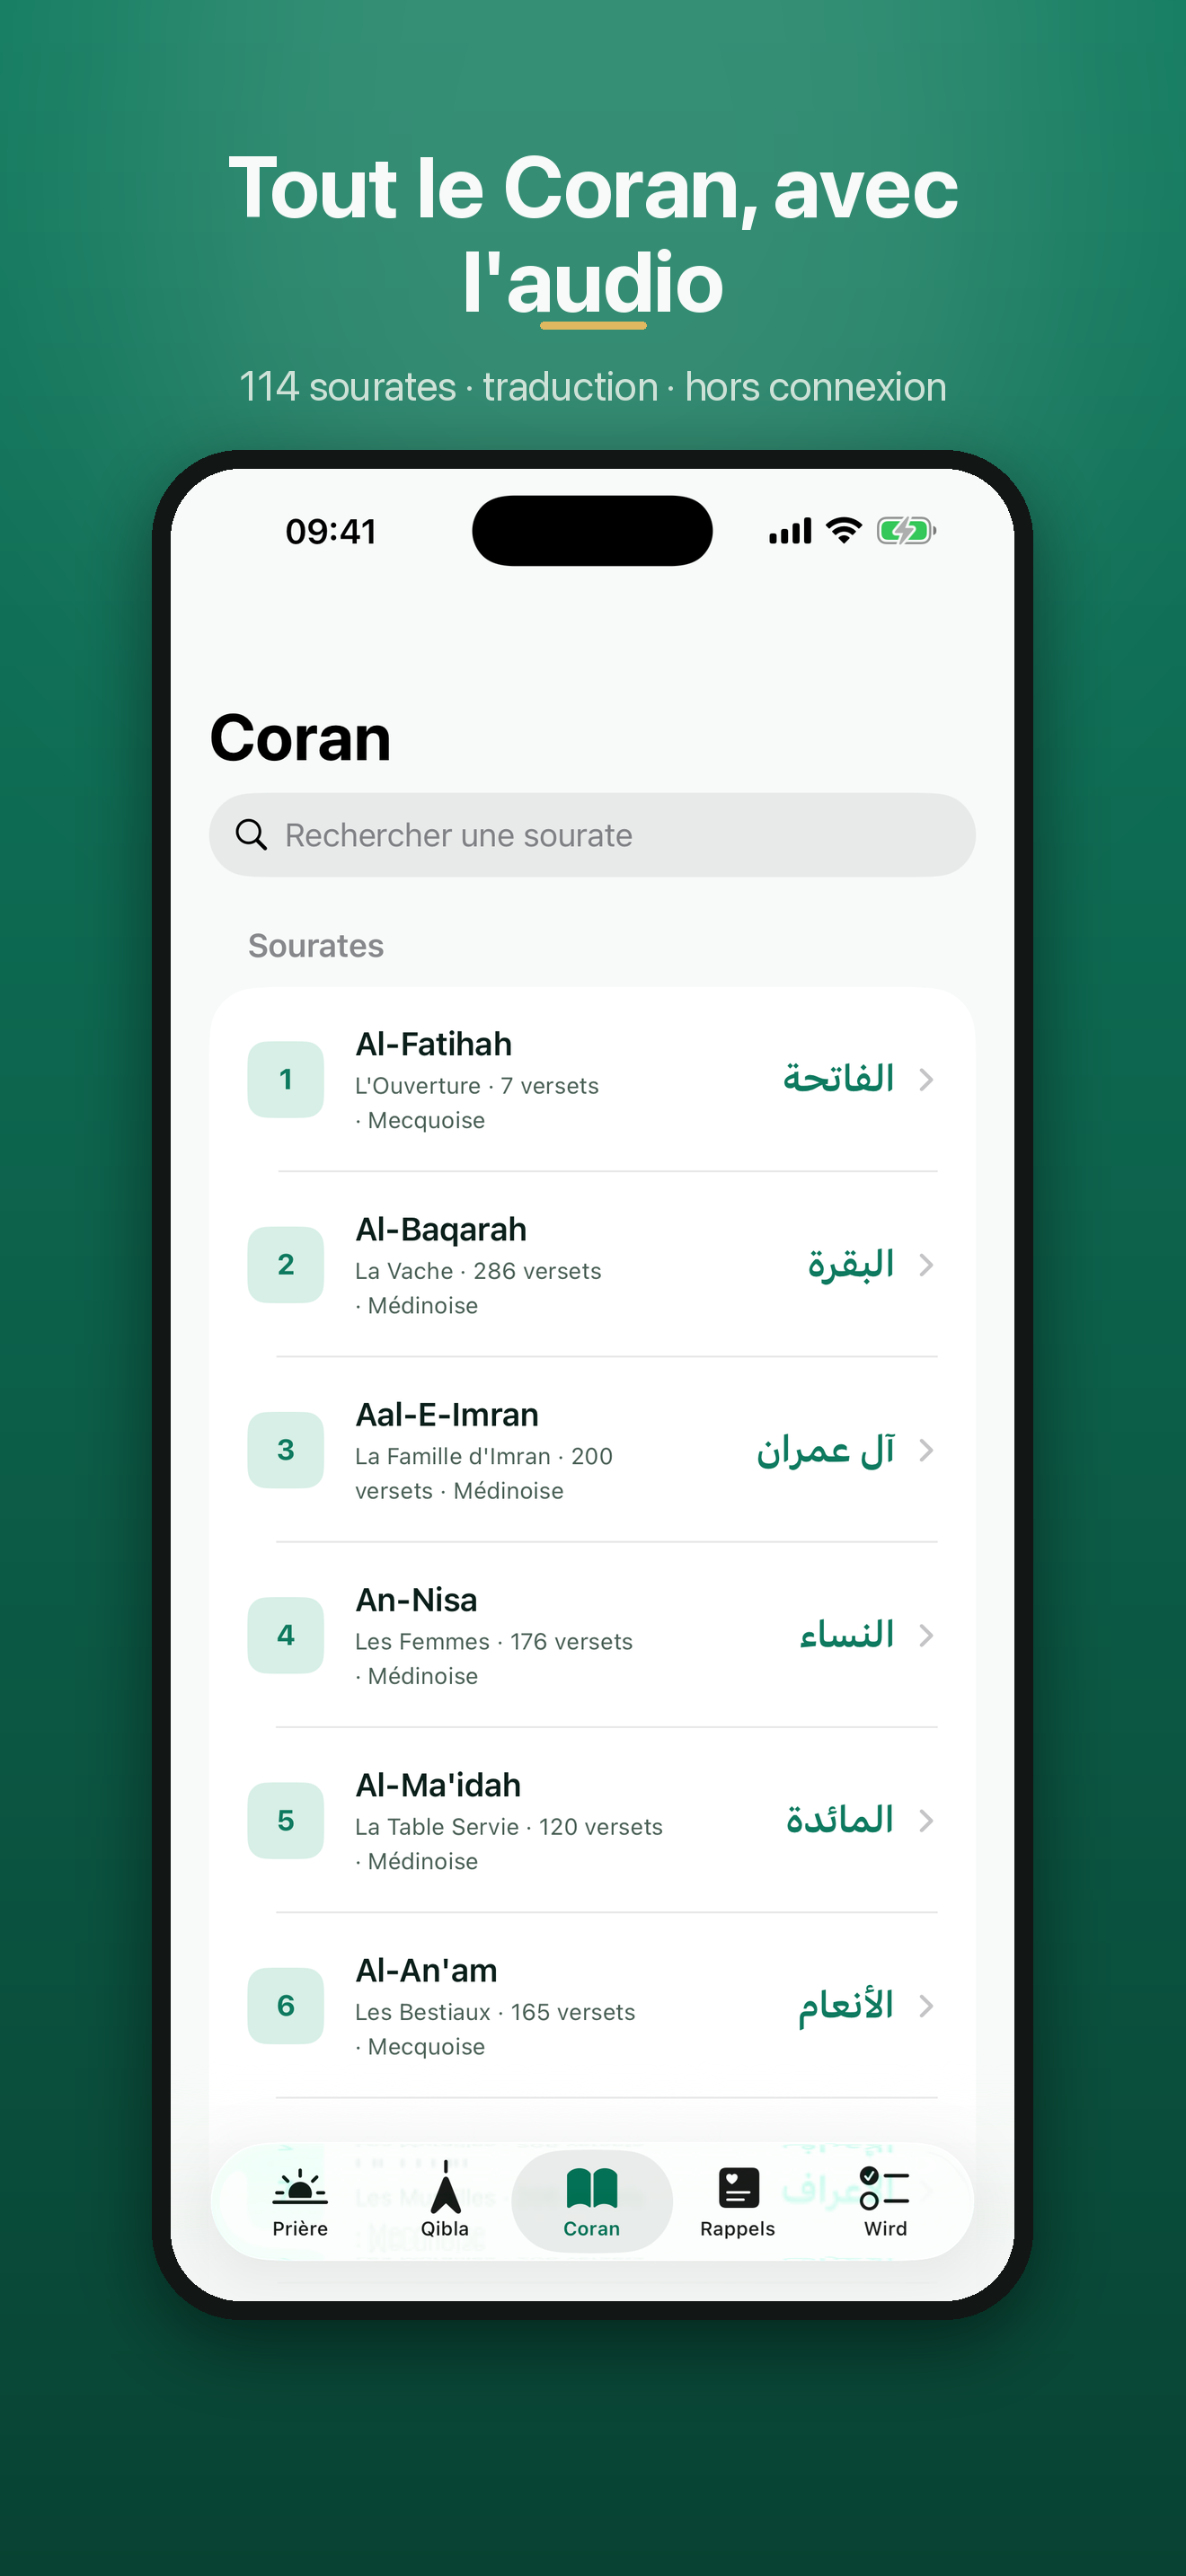 Tout le Coran, avec
l'audio
114 sourates · traduction · hors connexion
09:41
Coran
Rechercher une sourate
Sourates
1
Al-Fatihah
L'Ouverture · 7 versets
· Mecquoise
الفاتحة
2
Al-Baqarah
La Vache · 286 versets
· Médinoise
البقرة
3
Aal-E-Imran
La Famille d'Imran · 200
versets · Médinoise
آل عمران
4
An-Nisa
Les Femmes · 176 versets
· Médinoise
النساء
5
Al-Ma'idah
La Table Servie · 120 versets
· Médinoise
المائدة
6
Al-An'am
Les Bestiaux · 165 versets
· Mecquoise
الأنعام
Prière
Qibla
Coran
Rappels
Wird